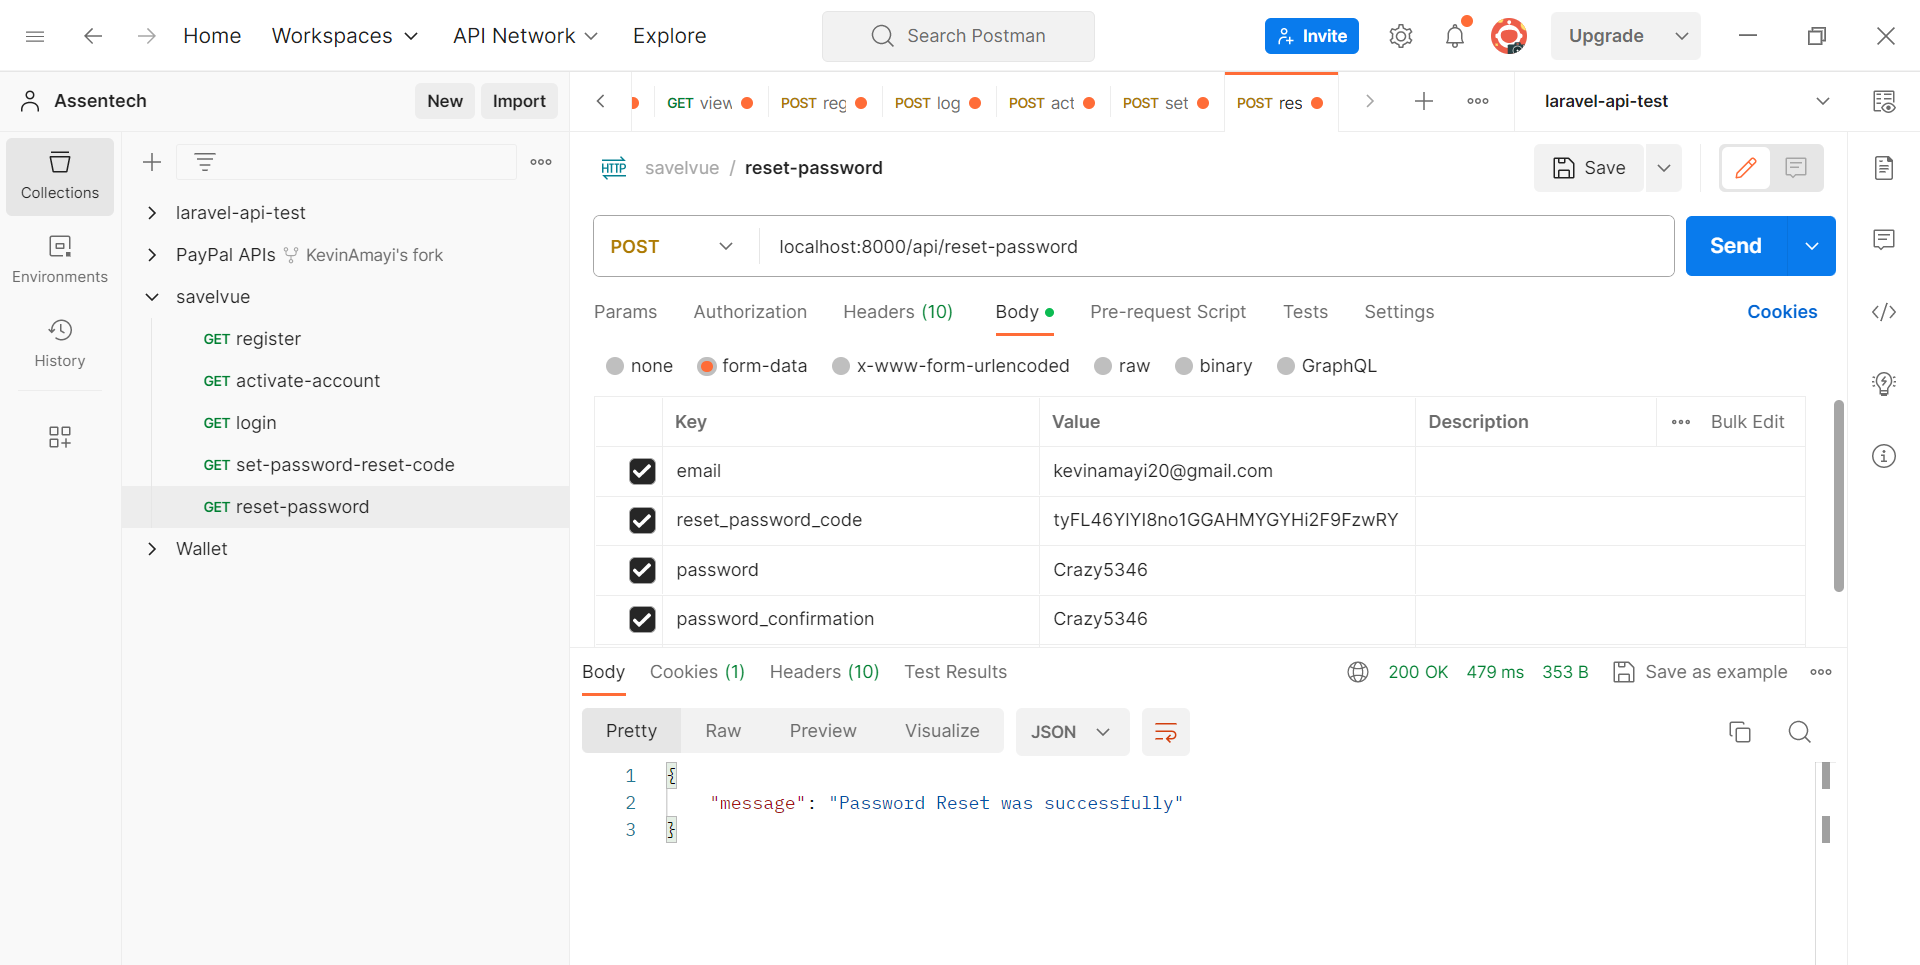 Home Workspaces API Network Explore Search Postman Invite Upgrade
Assentech New Import
GET view POST reg POST log POST act POST set POST res laravel-api-test
Collections
Environments
History
laravel-api-test
PayPal APIs KevinAmayi's fork
savelvue
GET register
GET activate-account
GET login
GET set-password-reset-code
GET reset-password
Wallet
HTTP savelvue / reset-password Save
POST localhost:8000/api/reset-password Send
Params Authorization Headers (10) Body Pre-request Script Tests Settings Cookies
none form-data x-www-form-urlencoded raw binary GraphQL
Key Value Description Bulk Edit
email kevinamayi20@gmail.com
reset_password_code tyFL46YlYI8no1GGAHMYGYHi2F9FzwRY
password Crazy5346
password_confirmation Crazy5346
Body Cookies (1) Headers (10) Test Results 200 OK 479 ms 353 B Save as example
Pretty Raw Preview Visualize JSON
1 {
2 "message": "Password Reset was successfully"
3 }